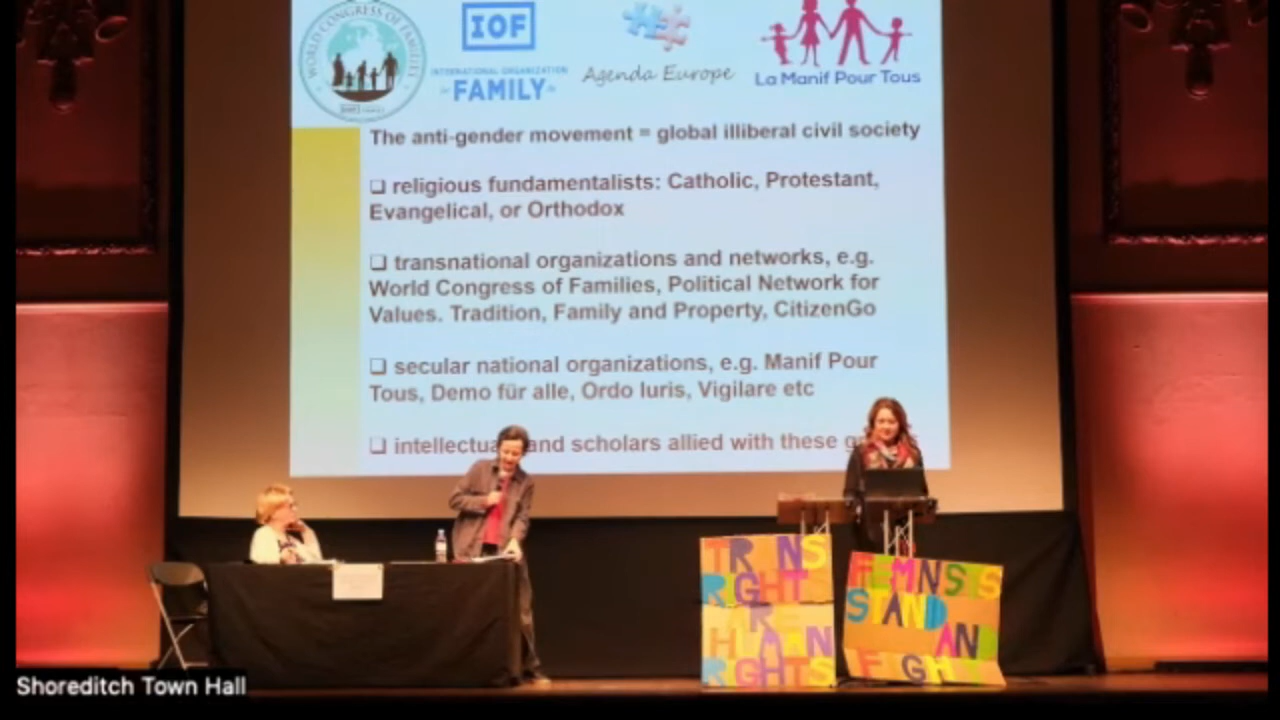 WORLD CONGRESS OF FAMILIES
IOF
INTERNATIONAL ORGANIZATION
FAMILY
Agenda Europe
La Manif Pour Tous
The anti-gender movement = global illiberal civil society
❑ religious fundamentalists: Catholic, Protestant,
Evangelical, or Orthodox
❑ transnational organizations and networks, e.g.
World Congress of Families, Political Network for
Values. Tradition, Family and Property, CitizenGo
❑ secular national organizations, e.g. Manif Pour
Tous, Demo für alle, Ordo Iuris, Vigilare etc
❑ intellectua and scholars allied with these g
TRANS
RIGHTS
ARE
HUMAN
RIGHTS
FEMNSTS
STAND
AND
FIGHT
Shoreditch Town Hall